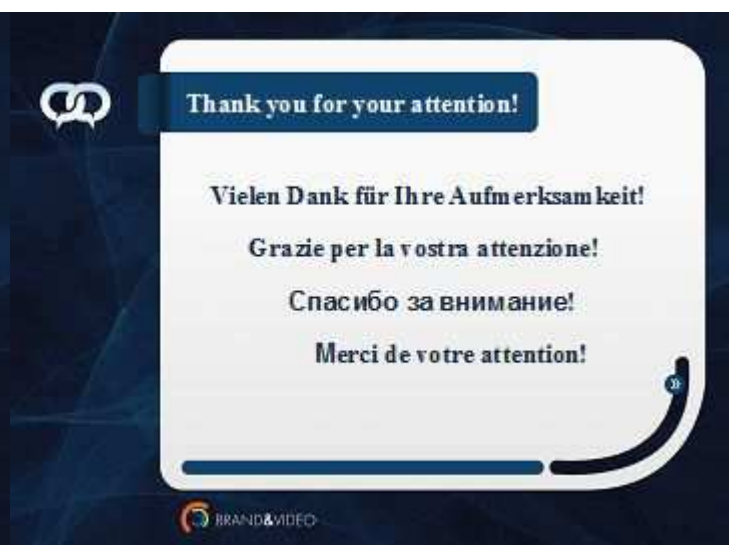 Thank you for your attention!
Vielen Dank für Ihre Aufmerksamkeit!
Grazie per la vostra attenzione!
Спасибо за внимание!
Merci de votre attention!
BRAND&VIDEO